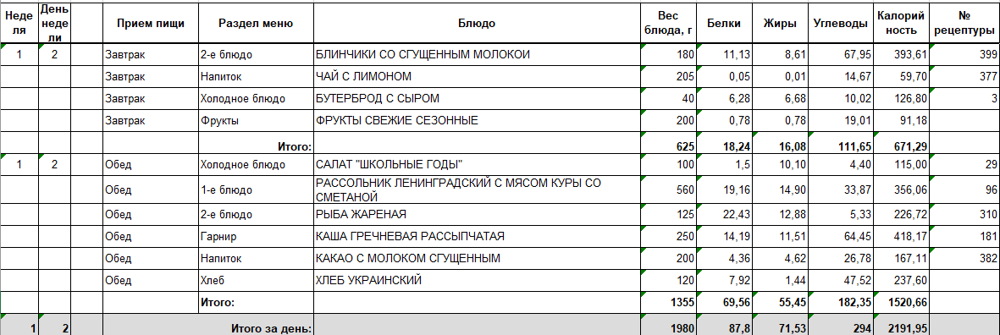 Неде
ля День
недe
ли Прием пищи Раздел меню Блюдо Вес
блюда, г Белки Жиры Углеводы Калорий
ность №
рецептуры
1 2 Завтрак 2-е блюдо БЛИНЧИКИ СО СГУЩЕННЫМ МОЛОКОИ 180 11,13 8,61 67,95 393,61 399
Завтрак Напиток ЧАЙ С ЛИМОНОМ 205 0,05 0,01 14,67 59,70 377
Завтрак Холодное блюдо БУТЕРБРОД С СЫРОМ 40 6,28 6,68 10,02 126,80 3
Завтрак Фрукты ФРУКТЫ СВЕЖИЕ СЕЗОННЫЕ 200 0,78 0,78 19,01 91,18
Итого: 625 18,24 16,08 111,65 671,29
1 2 Обед Холодное блюдо САЛАТ "ШКОЛЬНЫЕ ГОДЫ" 100 1,5 10,10 4,40 115,00 29
Обед 1-е блюдо РАССОЛЬНИК ЛЕНИНГРАДСКИЙ С МЯСОМ КУРЫ СО
СМЕТАНОЙ 560 19,16 14,90 33,87 356,06 96
Обед 2-е блюдо РЫБА ЖАРЕНАЯ 125 22,43 12,88 5,33 226,72 310
Обед Гарнир КАША ГРЕЧНЕВАЯ РАССЫПЧАТАЯ 250 14,19 11,51 64,45 418,17 181
Обед Напиток КАКАО С МОЛОКОМ СГУЩЕННЫМ 200 4,36 4,62 26,78 167,11 382
Обед Хлеб ХЛЕБ УКРАИНСКИЙ 120 7,92 1,44 47,52 237,60
Итого: 1355 69,56 55,45 182,35 1520,66
1 2 Итого за день: 1980 87,8 71,53 294 2191,95